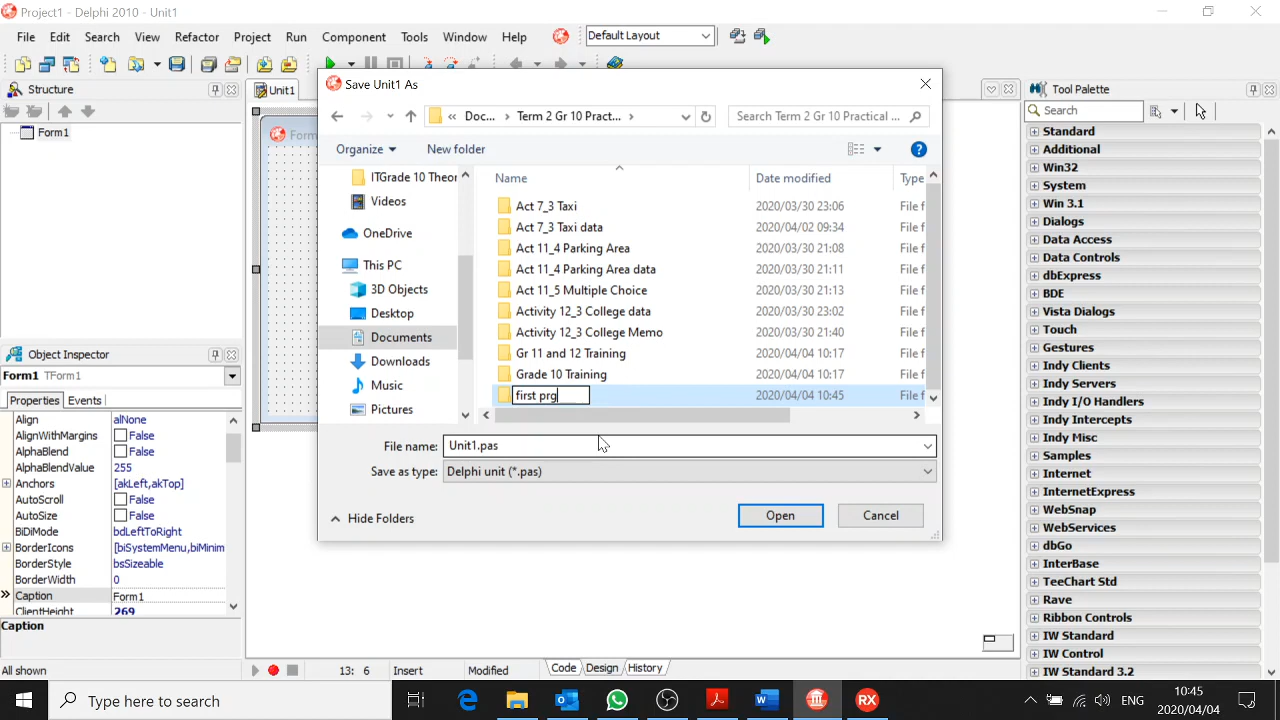 Project1 - Delphi 2010 - Unit1
File Edit Search View Refactor Project Run Component Tools Window Help Default Layout
Structure
Form1
Unit1
Form
Save Unit1 As
« Doc... › Term 2 Gr 10 Pract... › Search Term 2 Gr 10 Practical ...
Organize New folder
ITGrade 10 Theor
Videos
OneDrive
This PC
3D Objects
Desktop
Documents
Downloads
Music
Pictures
Name Date modified Type
Act 7_3 Taxi 2020/03/30 23:06 File f
Act 7_3 Taxi data 2020/04/02 09:34 File f
Act 11_4 Parking Area 2020/03/30 21:08 File f
Act 11_4 Parking Area data 2020/03/30 21:11 File f
Act 11_5 Multiple Choice 2020/03/30 21:13 File f
Activity 12_3 College data 2020/03/30 23:02 File f
Activity 12_3 College Memo 2020/03/30 21:40 File f
Gr 11 and 12 Training 2020/04/04 10:17 File f
Grade 10 Training 2020/04/04 10:17 File f
first prg 2020/04/04 10:45 File f
File name: Unit1.pas
Save as type: Delphi unit (*.pas)
Hide Folders Open Cancel
Object Inspector
Form1 TForm1
Properties Events
Align alNone
AlignWithMargins False
AlphaBlend False
AlphaBlendValue 255
Anchors [akLeft,akTop]
AutoScroll False
AutoSize False
BiDiMode bdLeftToRight
BorderIcons [biSystemMenu,biMinim
BorderStyle bsSizeable
BorderWidth 0
Caption Form1
ClientHeight 269
Caption
All shown
13: 6 Insert Modified Code Design History
Tool Palette
Search
Standard
Additional
Win32
System
Win 3.1
Dialogs
Data Access
Data Controls
dbExpress
BDE
Vista Dialogs
Touch
Gestures
Indy Clients
Indy Servers
Indy I/O Handlers
Indy Intercepts
Indy Misc
Samples
Internet
InternetExpress
WebSnap
WebServices
dbGo
InterBase
TeeChart Std
Rave
Ribbon Controls
IW Standard
IW Control
IW Standard 3.2
Type here to search
RX
ENG
10:45
2020/04/04